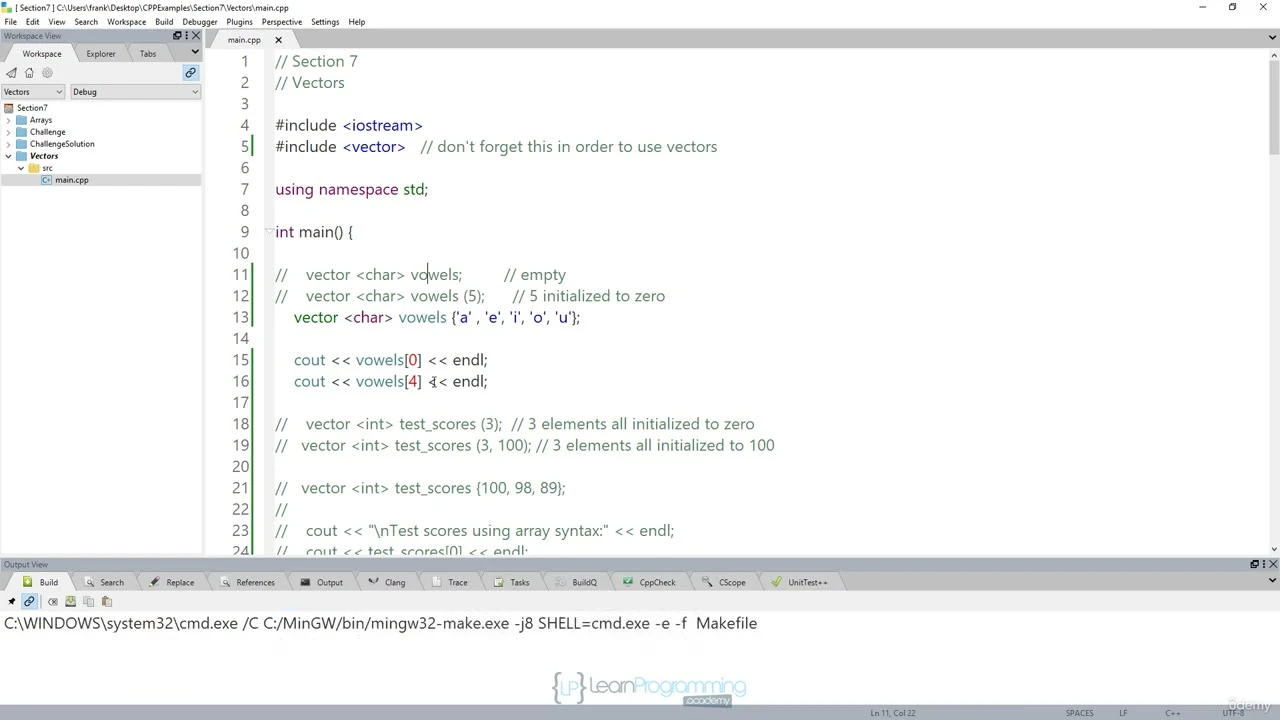 [ Section7 ] C:\Users\frank\Desktop\CPPExamples\Section7\Vectors\main.cpp
File Edit View Search Workspace Build Debugger Plugins Perspective Settings Help
Workspace View
Workspace Explorer Tabs
Vectors Debug
Section7
Arrays
Challenge
ChallengeSolution
Vectors
src
main.cpp
main.cpp
1 // Section 7
2 // Vectors
3
4 #include <iostream>
5 #include <vector> // don't forget this in order to use vectors
6
7 using namespace std;
8
9 int main() {
10
11 // vector <char> vowels; // empty
12 // vector <char> vowels (5); // 5 initialized to zero
13 vector <char> vowels {'a' , 'e', 'i', 'o', 'u'};
14
15 cout << vowels[0] << endl;
16 cout << vowels[4] << endl;
17
18 // vector <int> test_scores (3); // 3 elements all initialized to zero
19 // vector <int> test_scores (3, 100); // 3 elements all initialized to 100
20
21 // vector <int> test_scores {100, 98, 89};
22 //
23 // cout << "\nTest scores using array syntax:" << endl;
24 // cout << test_scores[0] << endl;
Output View
Build Search Replace References Output Clang Trace Tasks BuildQ CppCheck CScope UnitTest++
C:\WINDOWS\system32\cmd.exe /C C:/MinGW/bin/mingw32-make.exe -j8 SHELL=cmd.exe -e -f Makefile
{LP} LearnProgramming
academy
Ln 11, Col 22 SPACES LF C++ UTF-8
ûdemy